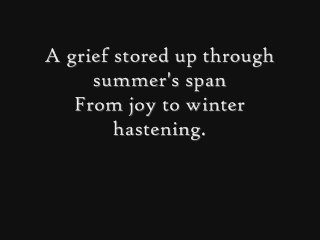 A grief stored up through
summer's span
From joy to winter
hastening.